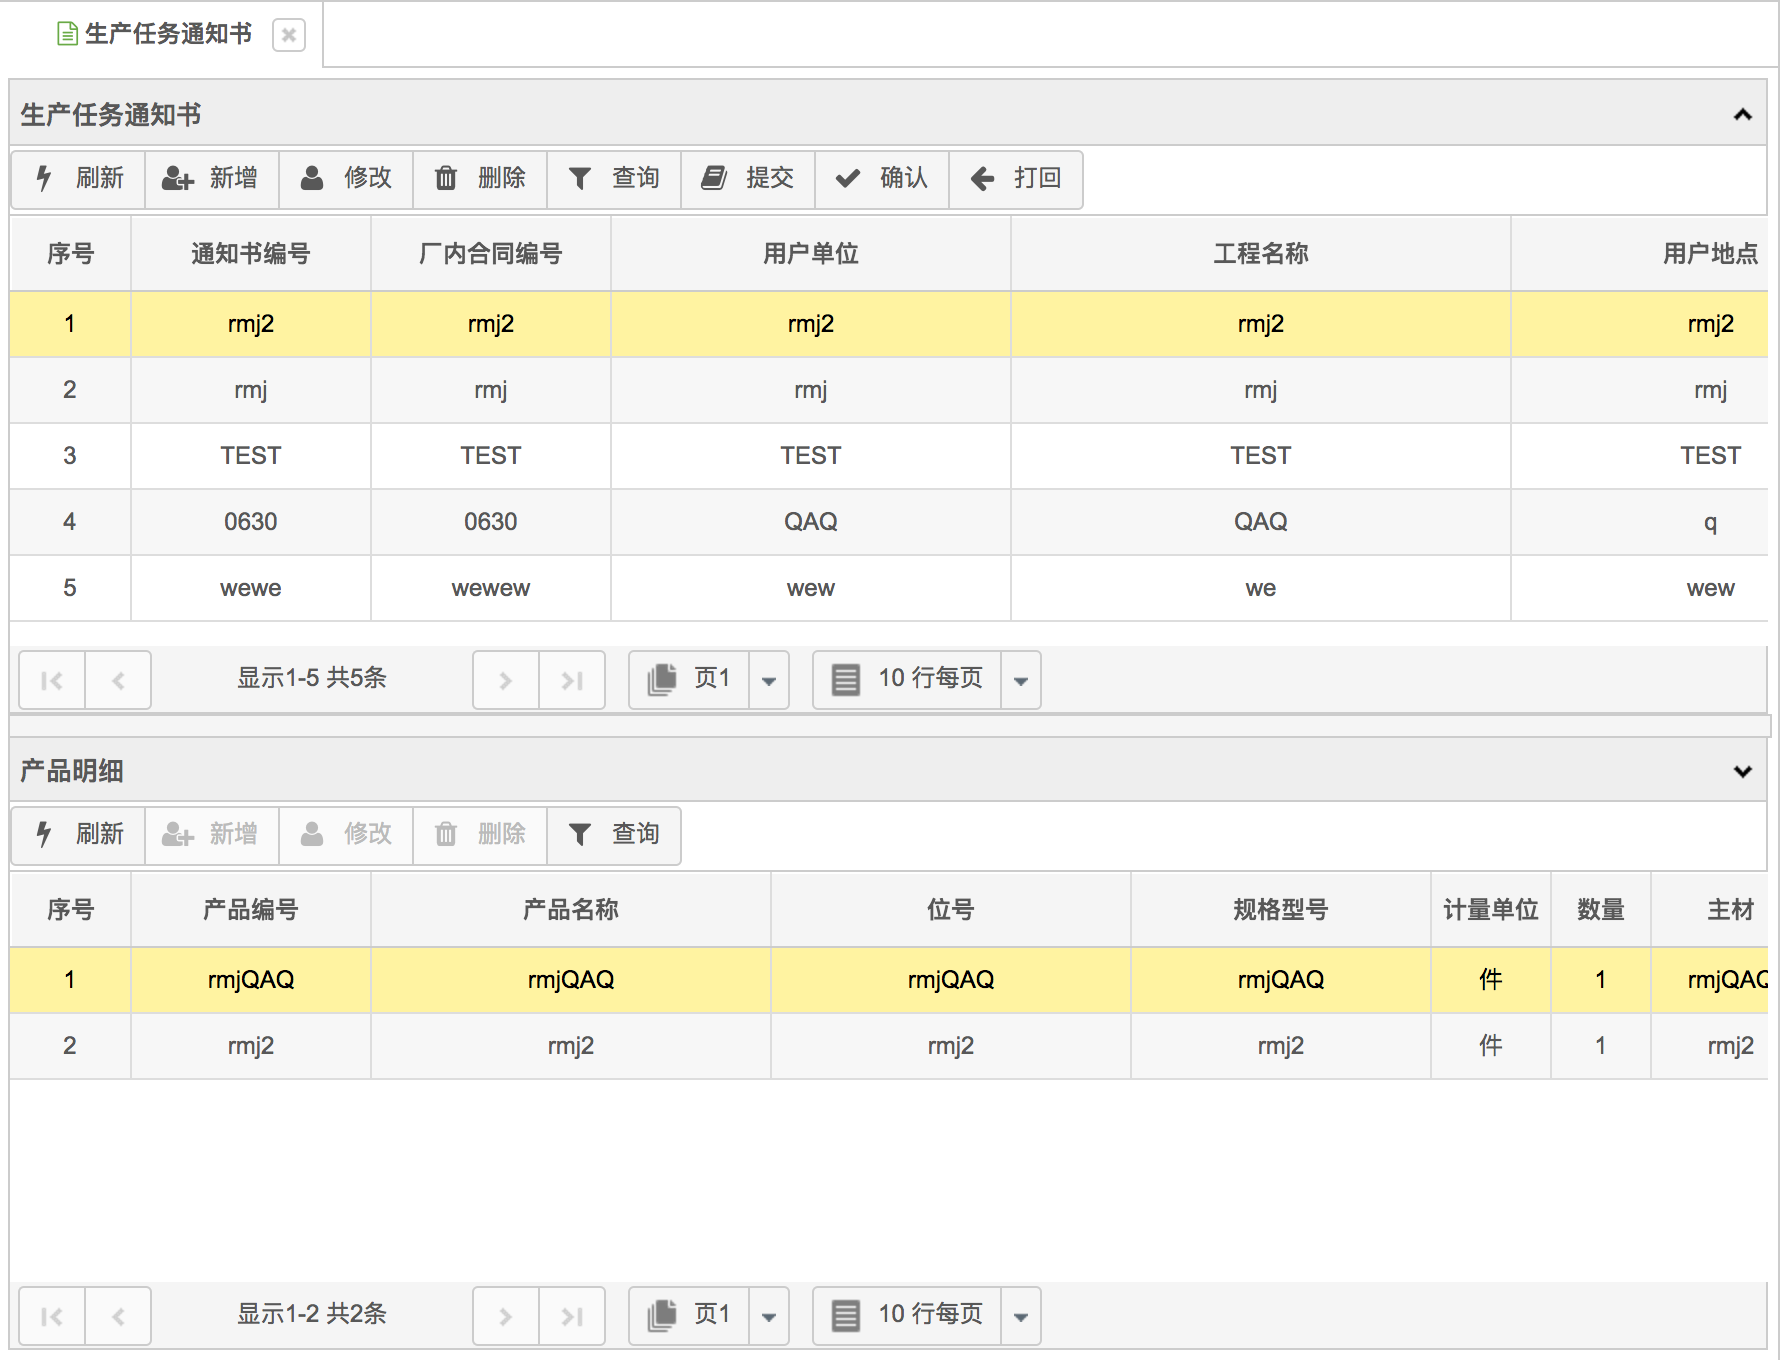 生产任务通知书
生产任务通知书
刷新 新增 修改 删除 查询 提交 确认 打回
序号 通知书编号 厂内合同编号 用户单位 工程名称 用户地点
1 rmj2 rmj2 rmj2 rmj2 rmj2
2 rmj rmj rmj rmj rmj
3 TEST TEST TEST TEST TEST
4 0630 0630 QAQ QAQ q
5 wewe wewew wew we wew
显示1-5 共5条 页1 10 行每页
产品明细
刷新 新增 修改 删除 查询
序号 产品编号 产品名称 位号 规格型号 计量单位 数量 主材
1 rmjQAQ rmjQAQ rmjQAQ rmjQAQ 件 1 rmjQAQ
2 rmj2 rmj2 rmj2 rmj2 件 1 rmj2
显示1-2 共2条 页1 10 行每页